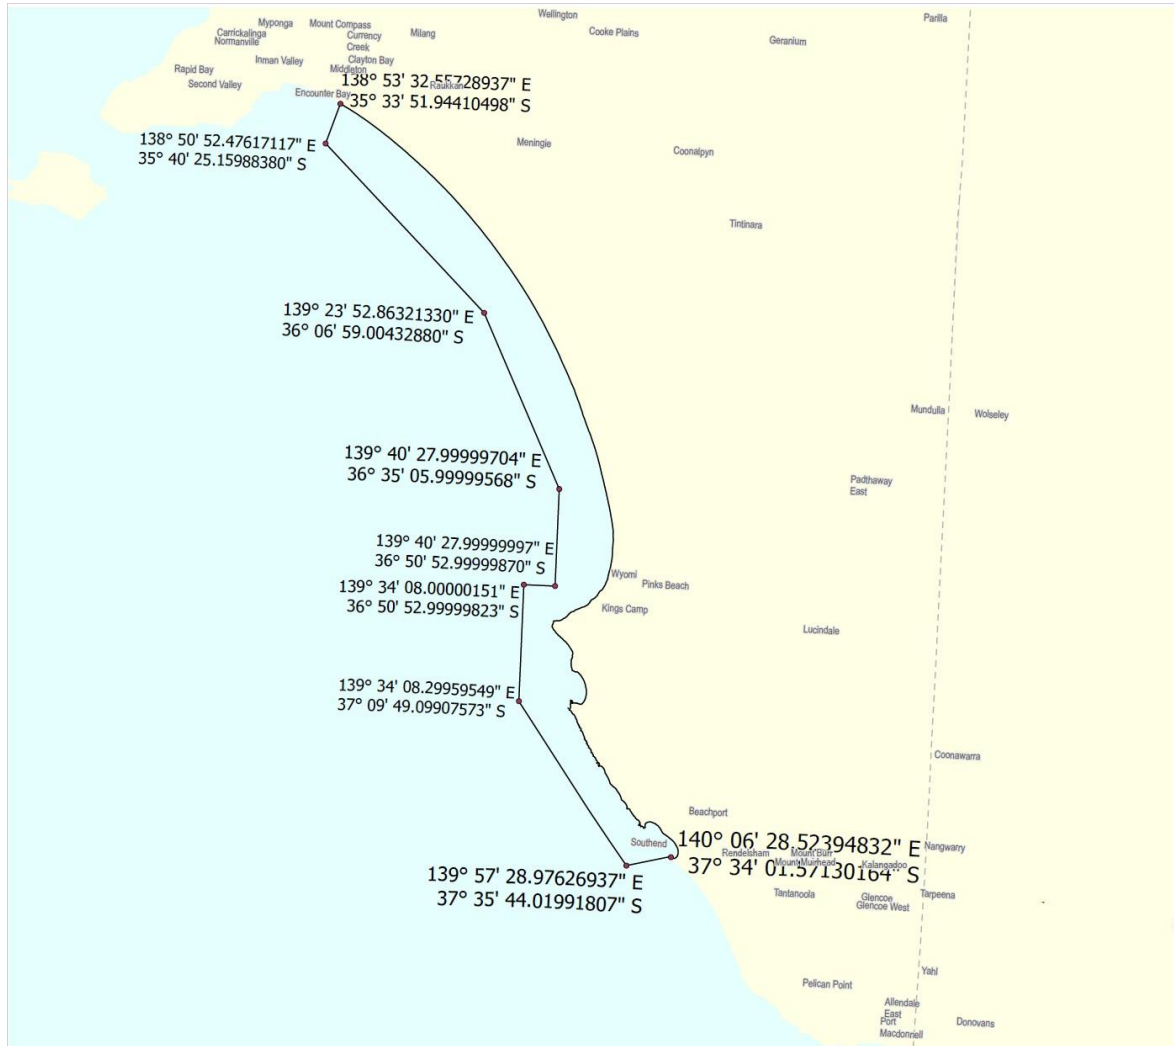 Wellington
Parilla
Myponga
Mount Compass
Carrickalinga
Normanville
Currency
Creek
Milang
Cooke Plains
Geranium
Inman Valley
Clayton Bay
Rapid Bay
Middleton
Second Valley
Raukkan
Encounter Bay
138° 53' 32.55728937" E
35° 33' 51.94410498" S
138° 50' 52.47617117" E
35° 40' 25.15988380" S
Meningie
Coonalpyn
Tintinara
139° 23' 52.86321330" E
36° 06' 59.00432880" S
Mundulla
Wolseley
139° 40' 27.99999704" E
36° 35' 05.99999568" S
Padthaway
East
139° 40' 27.99999997" E
36° 50' 52.99999870" S
Wyomi
Pinks Beach
139° 34' 08.00000151" E
36° 50' 52.99999823" S
Kings Camp
Lucindale
139° 34' 08.29959549" E
37° 09' 49.09907573" S
Coonawarra
Beachport
Southend
140° 06' 28.52394832" E
37° 34' 01.57130164" S
Rendelsham
Mount Burr
Mount Muirhead
Kalangadoo
Nangwarry
139° 57' 28.97626937" E
37° 35' 44.01991807" S
Tantanoola
Glencoe
Glencoe West
Tarpeena
Yahl
Pelican Point
Allendale
East
Port
Macdonnell
Donovans